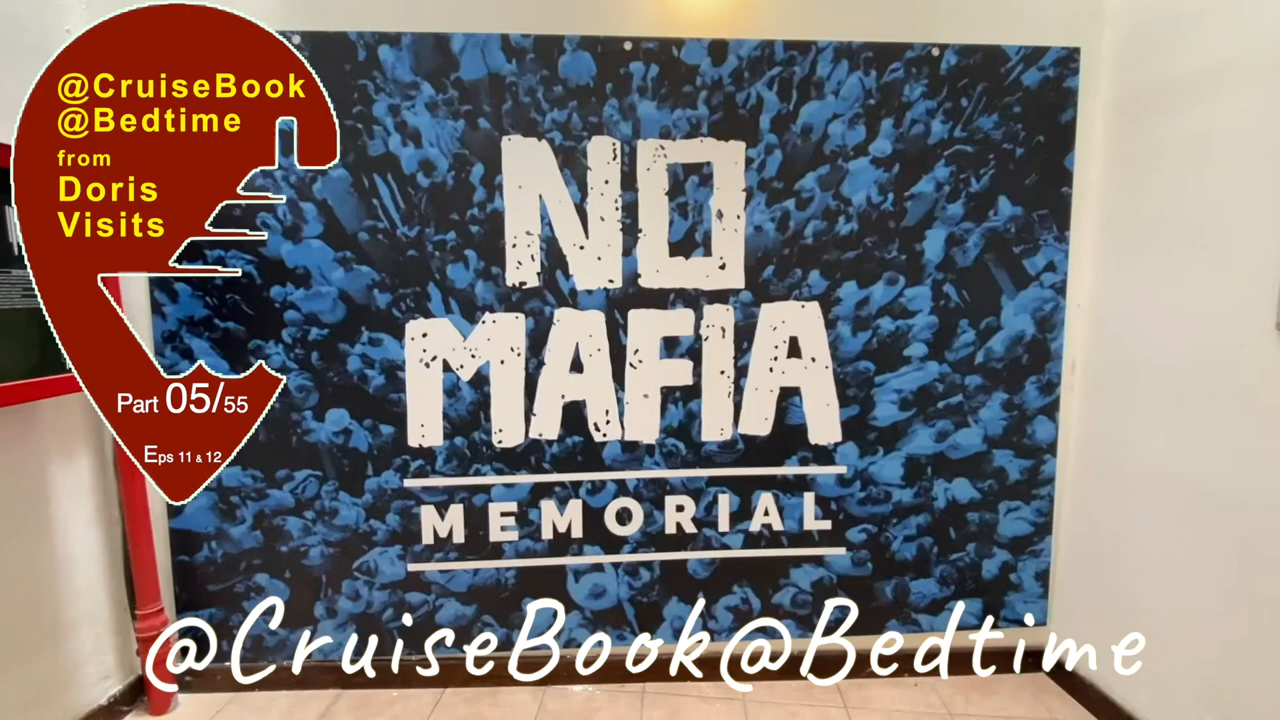 @CruiseBook
@Bedtime
from
Doris
Visits
Part 05/55
Eps 11 & 12
NO
MAFIA
MEMORIAL
@CruiseBook@Bedtime